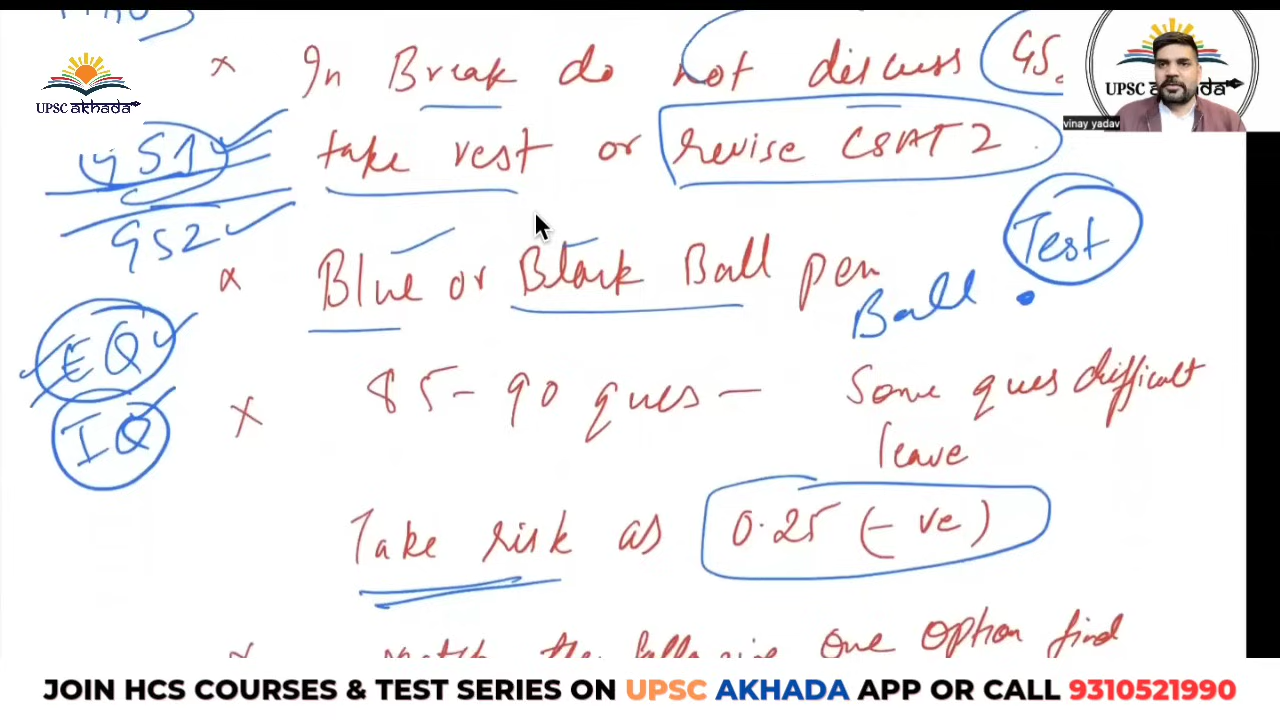 × In Break do not discuss GS
UPSC akhada
UPSC akhada
vinay yadav
GS1 take rest or revise CSAT 2
GS2
Test
× Blue or Black Ball pen
Ball
EQ
IQ
× 85-90 ques — Some ques difficult
leave
Take risk as 0.25 (-ve)
× match the following One option find
JOIN HCS COURSES & TEST SERIES ON UPSC AKHADA APP OR CALL 9310521990